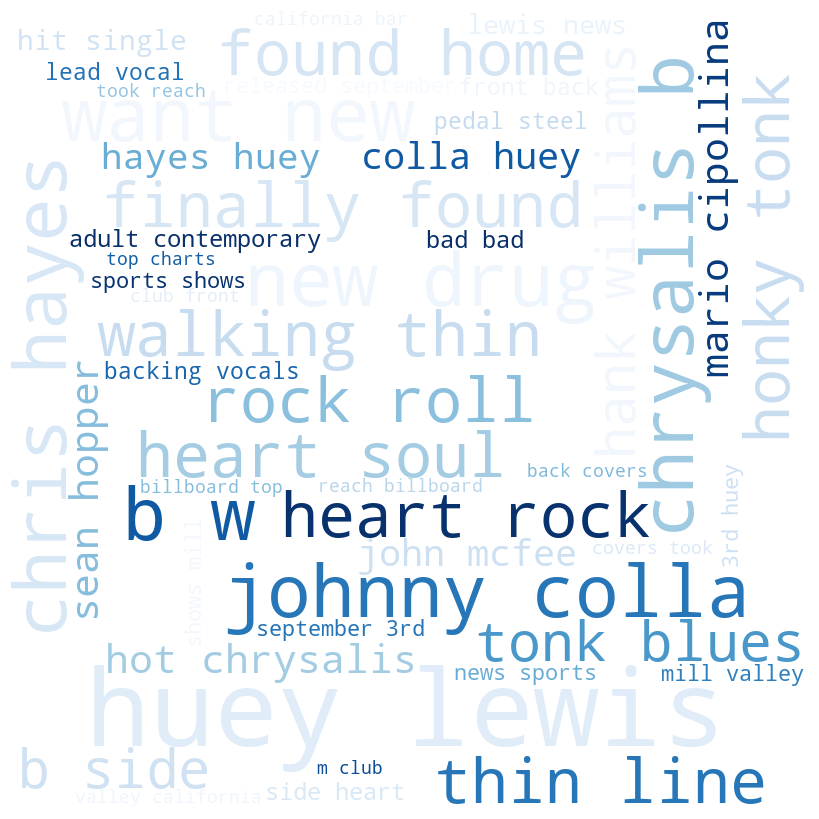 california bar
lewis news
hit single
found home
lead vocal
took reach
released september
front back
want new
pedal steel
hayes huey
colla huey
finally found
adult contemporary
bad bad
top charts
sports shows
new drug
club front
walking thin
backing vocals
rock roll
heart soul
back covers
billboard top
reach billboard
b w
heart rock
john mcfee
covers took
johnny colla
september 3rd
tonk blues
hot chrysalis
news sports
mill valley
huey lewis
b side
m club
thin line
side heart
valley california
chris hayes
sean hopper
shows mill
hank williams
chrysalis b
mario cipollina
honky tonk
3rd huey